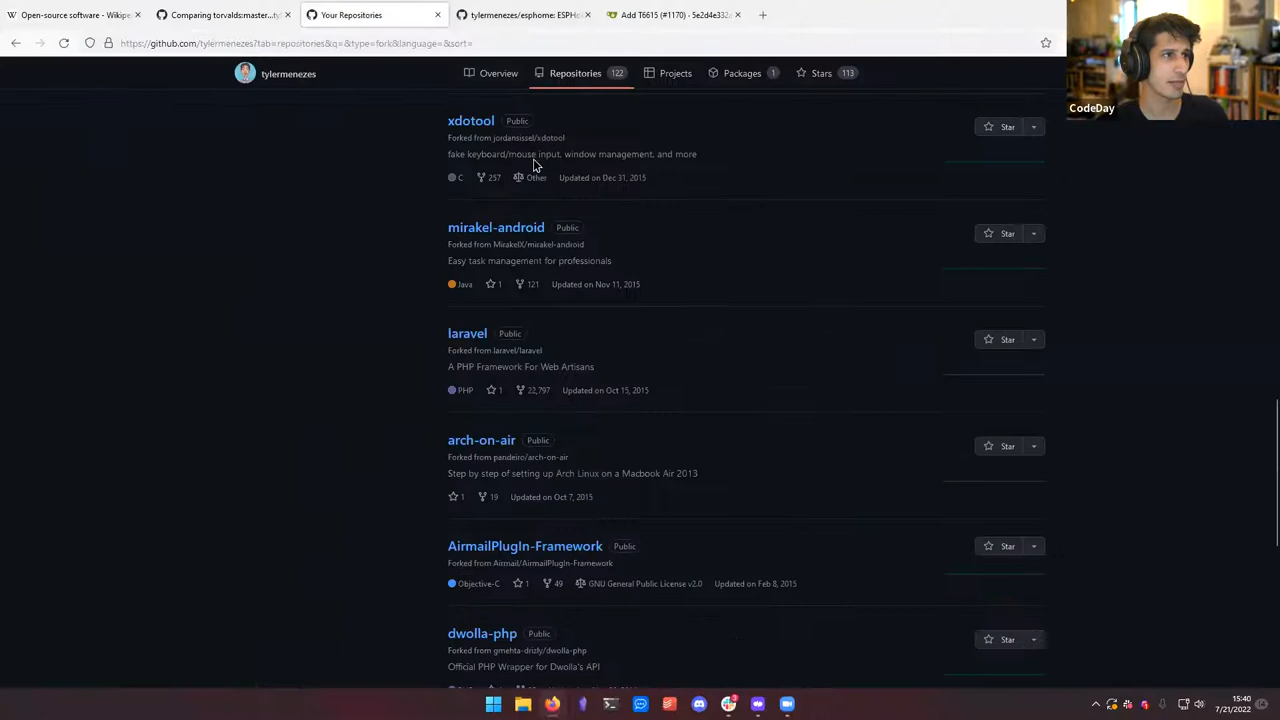 Open-source software - Wikipe
Comparing torvalds:master...ty
Your Repositories
tylermenezes/esphome: ESPHo
Add T6615 (#1170) · 5e2d4e332a
https://github.com/tylermenezes?tab=repositories&q=&type=fork&language=&sort=
tylermenezes
Overview
Repositories 122
Projects
Packages 1
Stars 113
CodeDay
xdotool Public
Star
Forked from jordansissel/xdotool
fake keyboard/mouse input, window management, and more
C 257 Other Updated on Dec 31, 2015
mirakel-android Public
Star
Forked from MirakelX/mirakel-android
Easy task management for professionals
Java 1 121 Updated on Nov 11, 2015
laravel Public
Star
Forked from laravel/laravel
A PHP Framework For Web Artisans
PHP 1 22,797 Updated on Oct 15, 2015
arch-on-air Public
Star
Forked from pandeiro/arch-on-air
Step by step of setting up Arch Linux on a Macbook Air 2013
1 19 Updated on Oct 7, 2015
AirmailPlugIn-Framework Public
Star
Forked from Airmail/AirmailPlugIn-Framework
Objective-C 1 49 GNU General Public License v2.0 Updated on Feb 8, 2015
dwolla-php Public
Star
Forked from gmehta-drizly/dwolla-php
Official PHP Wrapper for Dwolla's API
15:40
7/21/2022